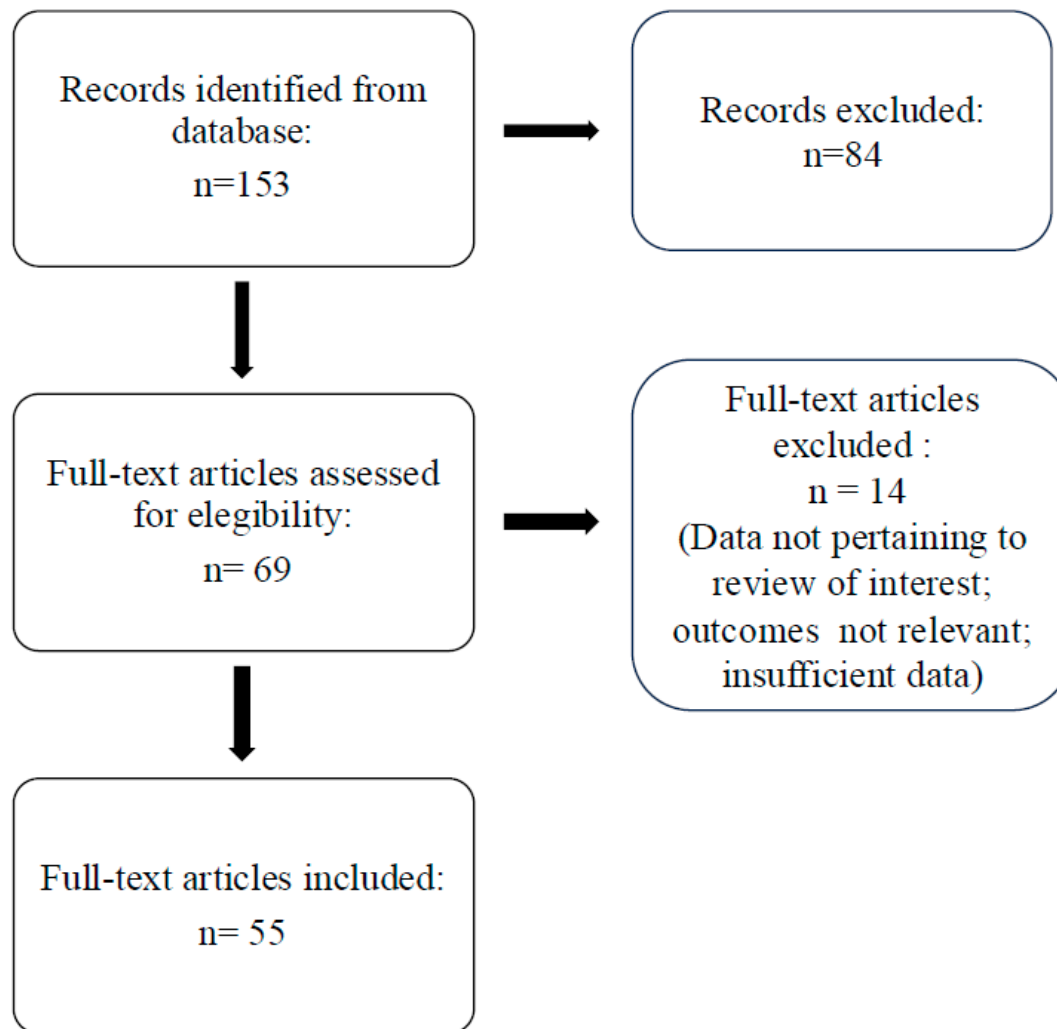 Records identified from
database:
n=153
Records excluded:
n=84
Full-text articles assessed
for elegibility:
n= 69
Full-text articles
excluded :
n = 14
(Data not pertaining to
review of interest;
outcomes  not relevant;
insufficient data)
Full-text articles included:
n= 55